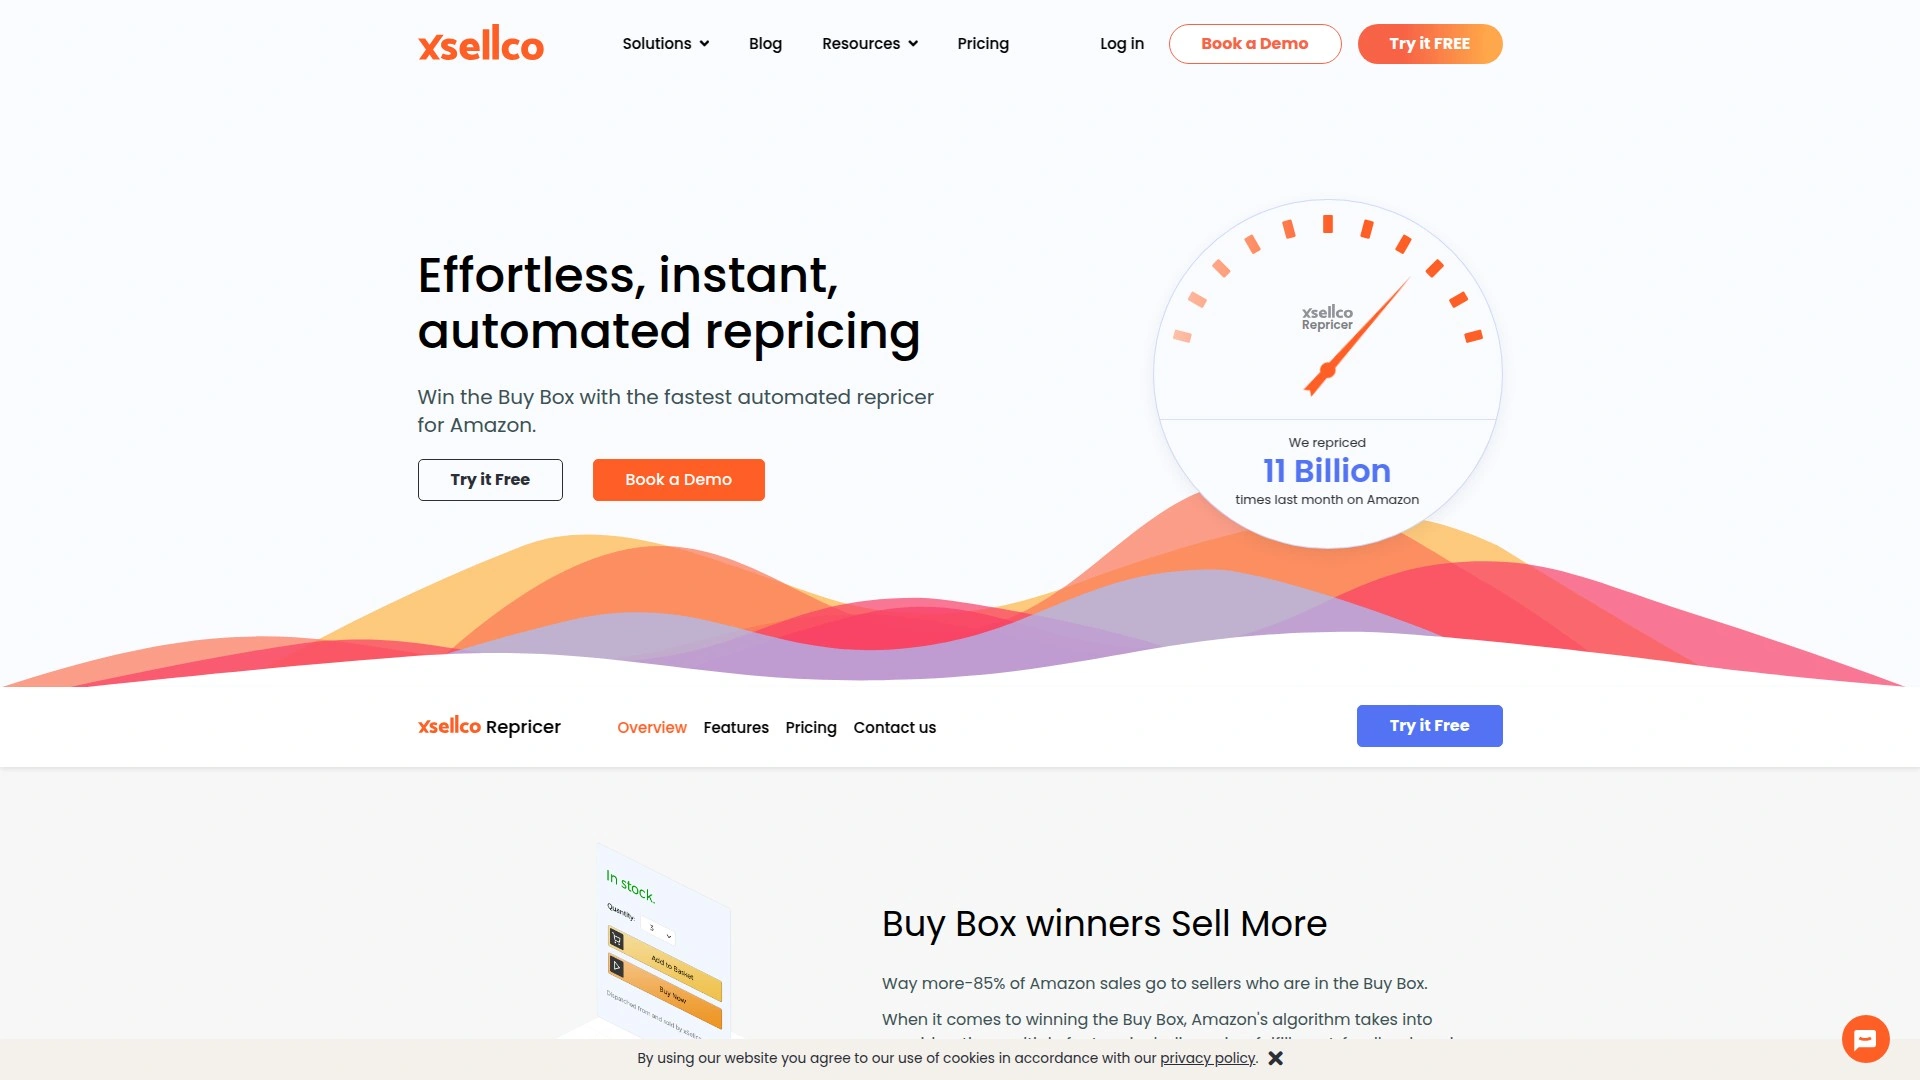 xsellco
Solutions
Blog
Resources
Pricing
Log in
Book a Demo
Try it FREE
Effortless, instant,
automated repricing
Win the Buy Box with the fastest automated repricer
for Amazon.
Try it Free
Book a Demo
xsellco
Repricer
We repriced
11 Billion
times last month on Amazon
xsellco Repricer
Overview
Features
Pricing
Contact us
Try it Free
In stock.
Quantity:
3
Add to Basket
Buy Now
Dispatched from and sold by
Buy Box winners Sell More
Way more-85% of Amazon sales go to sellers who are in the Buy Box.
When it comes to winning the Buy Box, Amazon's algorithm takes into
By using our website you agree to our use of cookies in accordance with our privacy policy.